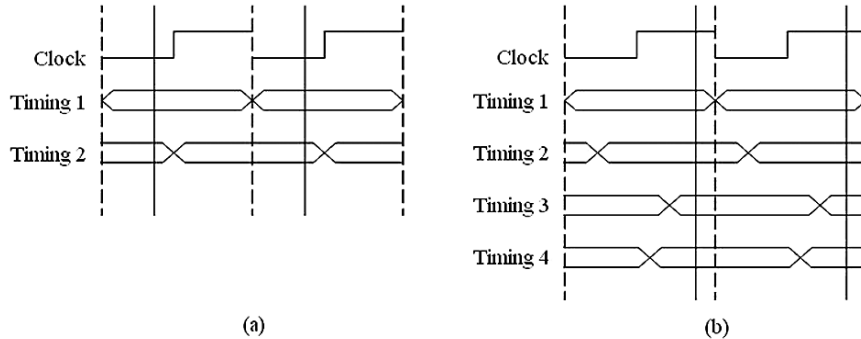 Clock
Timing 1
Timing 2
(a)
Clock
Timing 1
Timing 2
Timing 3
Timing 4
(b)